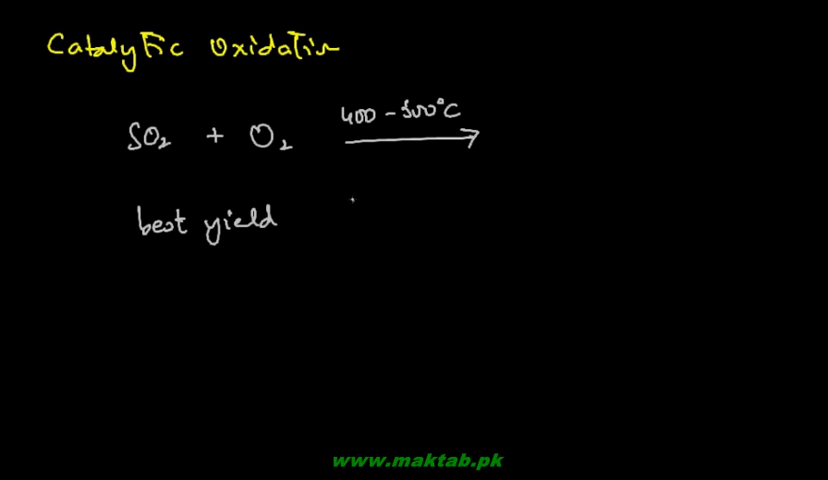 Catalytic Oxidation
SO₂ + O₂ 400 - 500°C →
best yield
www.maktab.pk